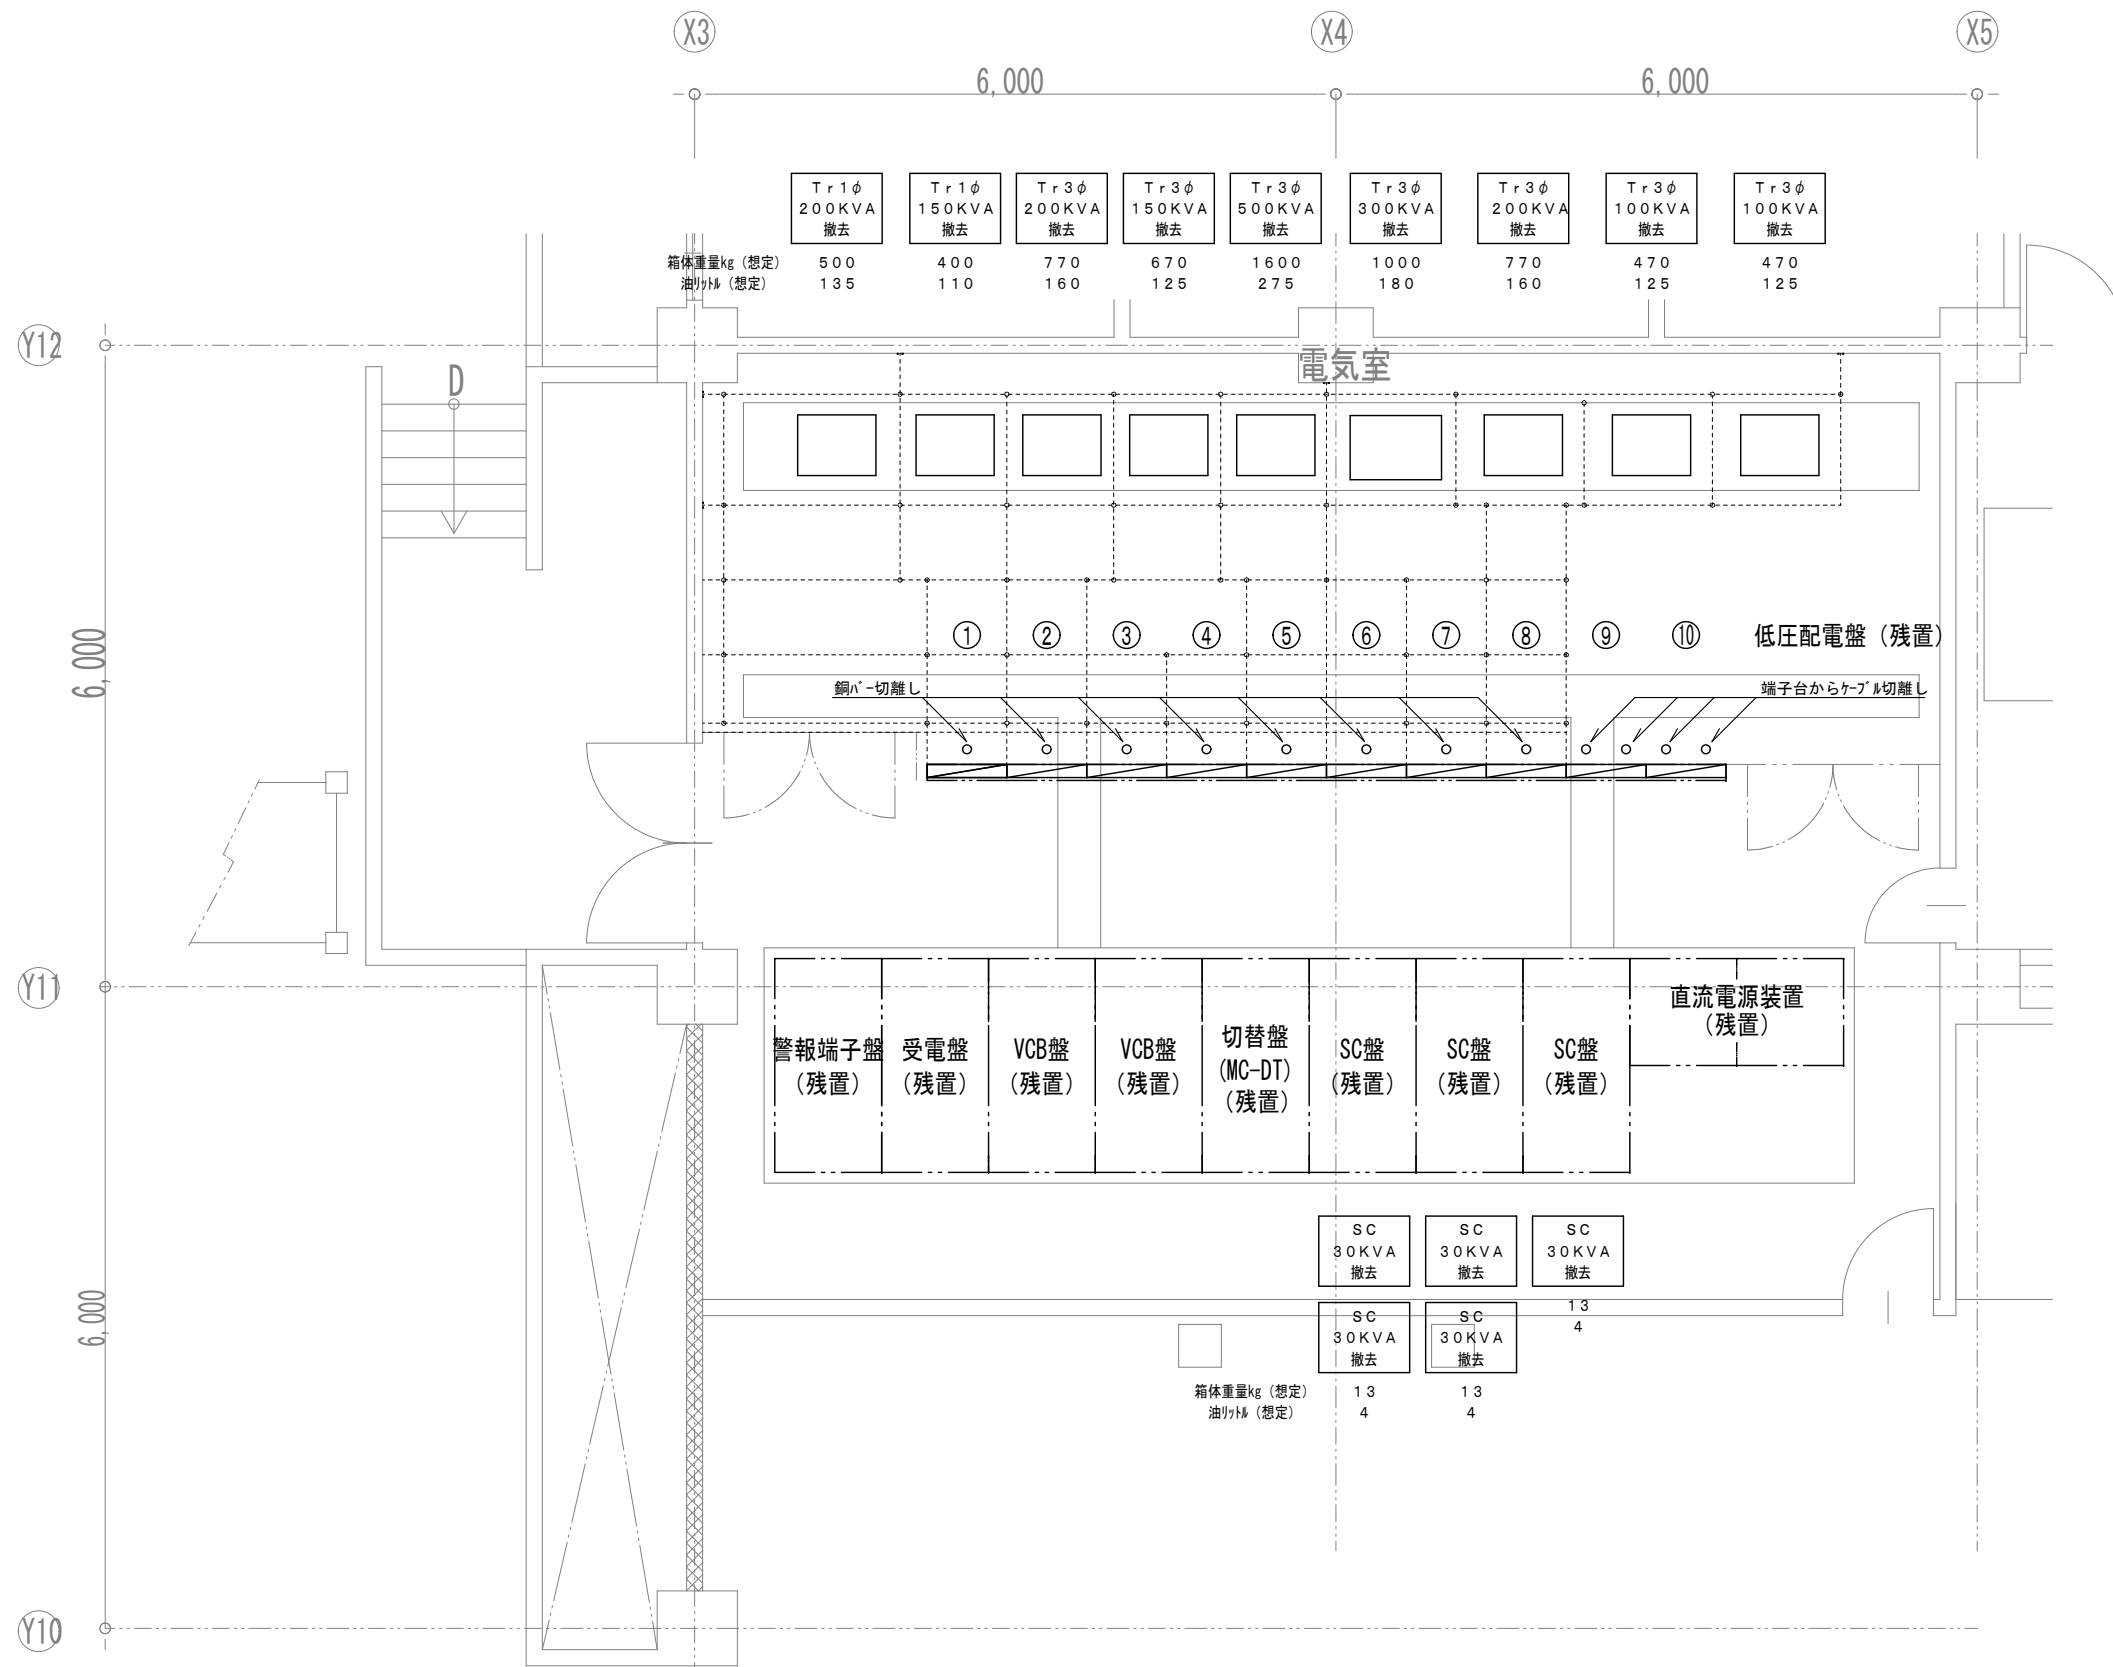 X3
X4
X5
6,000
6,000
Tr1φ
200KVA
撤去
Tr1φ
150KVA
撤去
Tr3φ
200KVA
撤去
Tr3φ
150KVA
撤去
Tr3φ
500KVA
撤去
Tr3φ
300KVA
撤去
Tr3φ
200KVA
撤去
Tr3φ
100KVA
撤去
Tr3φ
100KVA
撤去
箱体重量kg（想定） 500 400 770 670 1600 1000 770 470 470
油リットル（想定） 135 110 160 125 275 180 160 125 125
Y12
電気室
D
6,000
① ② ③ ④ ⑤ ⑥ ⑦ ⑧ ⑨ ⑩ 低圧配電盤（残置）
銅バー切離し
端子台からケーブル切離し
Y11
警報端子盤
（残置）
受電盤
（残置）
VCB盤
（残置）
VCB盤
（残置）
切替盤
(MC-DT)
（残置）
SC盤
（残置）
SC盤
（残置）
SC盤
（残置）
直流電源装置
（残置）
SC
30KVA
撤去
SC
30KVA
撤去
SC
30KVA
撤去
13
4
6,000
SC
30KVA
撤去
SC
30KVA
撤去
箱体重量kg（想定） 13 13
油リットル（想定） 4 4
Y10